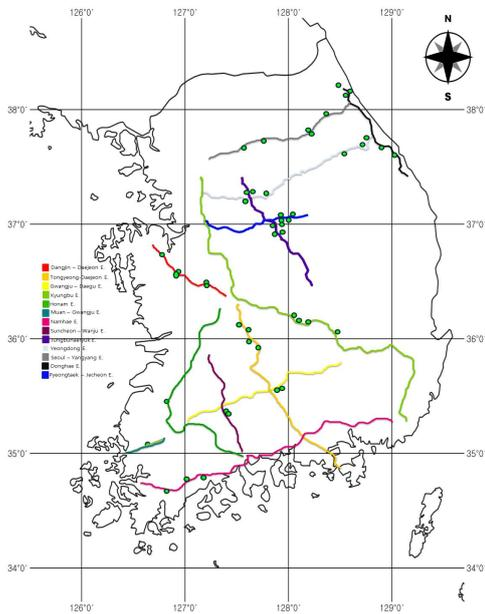 126°0' 127°0' 128°0' 129°0'
N
S
38°0' 38°0'
37°0' 37°0'
36°0' 36°0'
35°0' 35°0'
34°0' 34°0'
Dangjin – Daejeon E.
Tongyeong-Daejeon E.
Gwangju – Daegu E.
Kyungbu E.
Honam E.
Muan – Gwangju E.
Namhae E.
Suncheon – Wanju E.
Yeongdong E.
Seoul – Yangyang E.
Donghae E.
Pyeongtaek – Jecheon E.
126°0' 127°0' 128°0' 129°0'